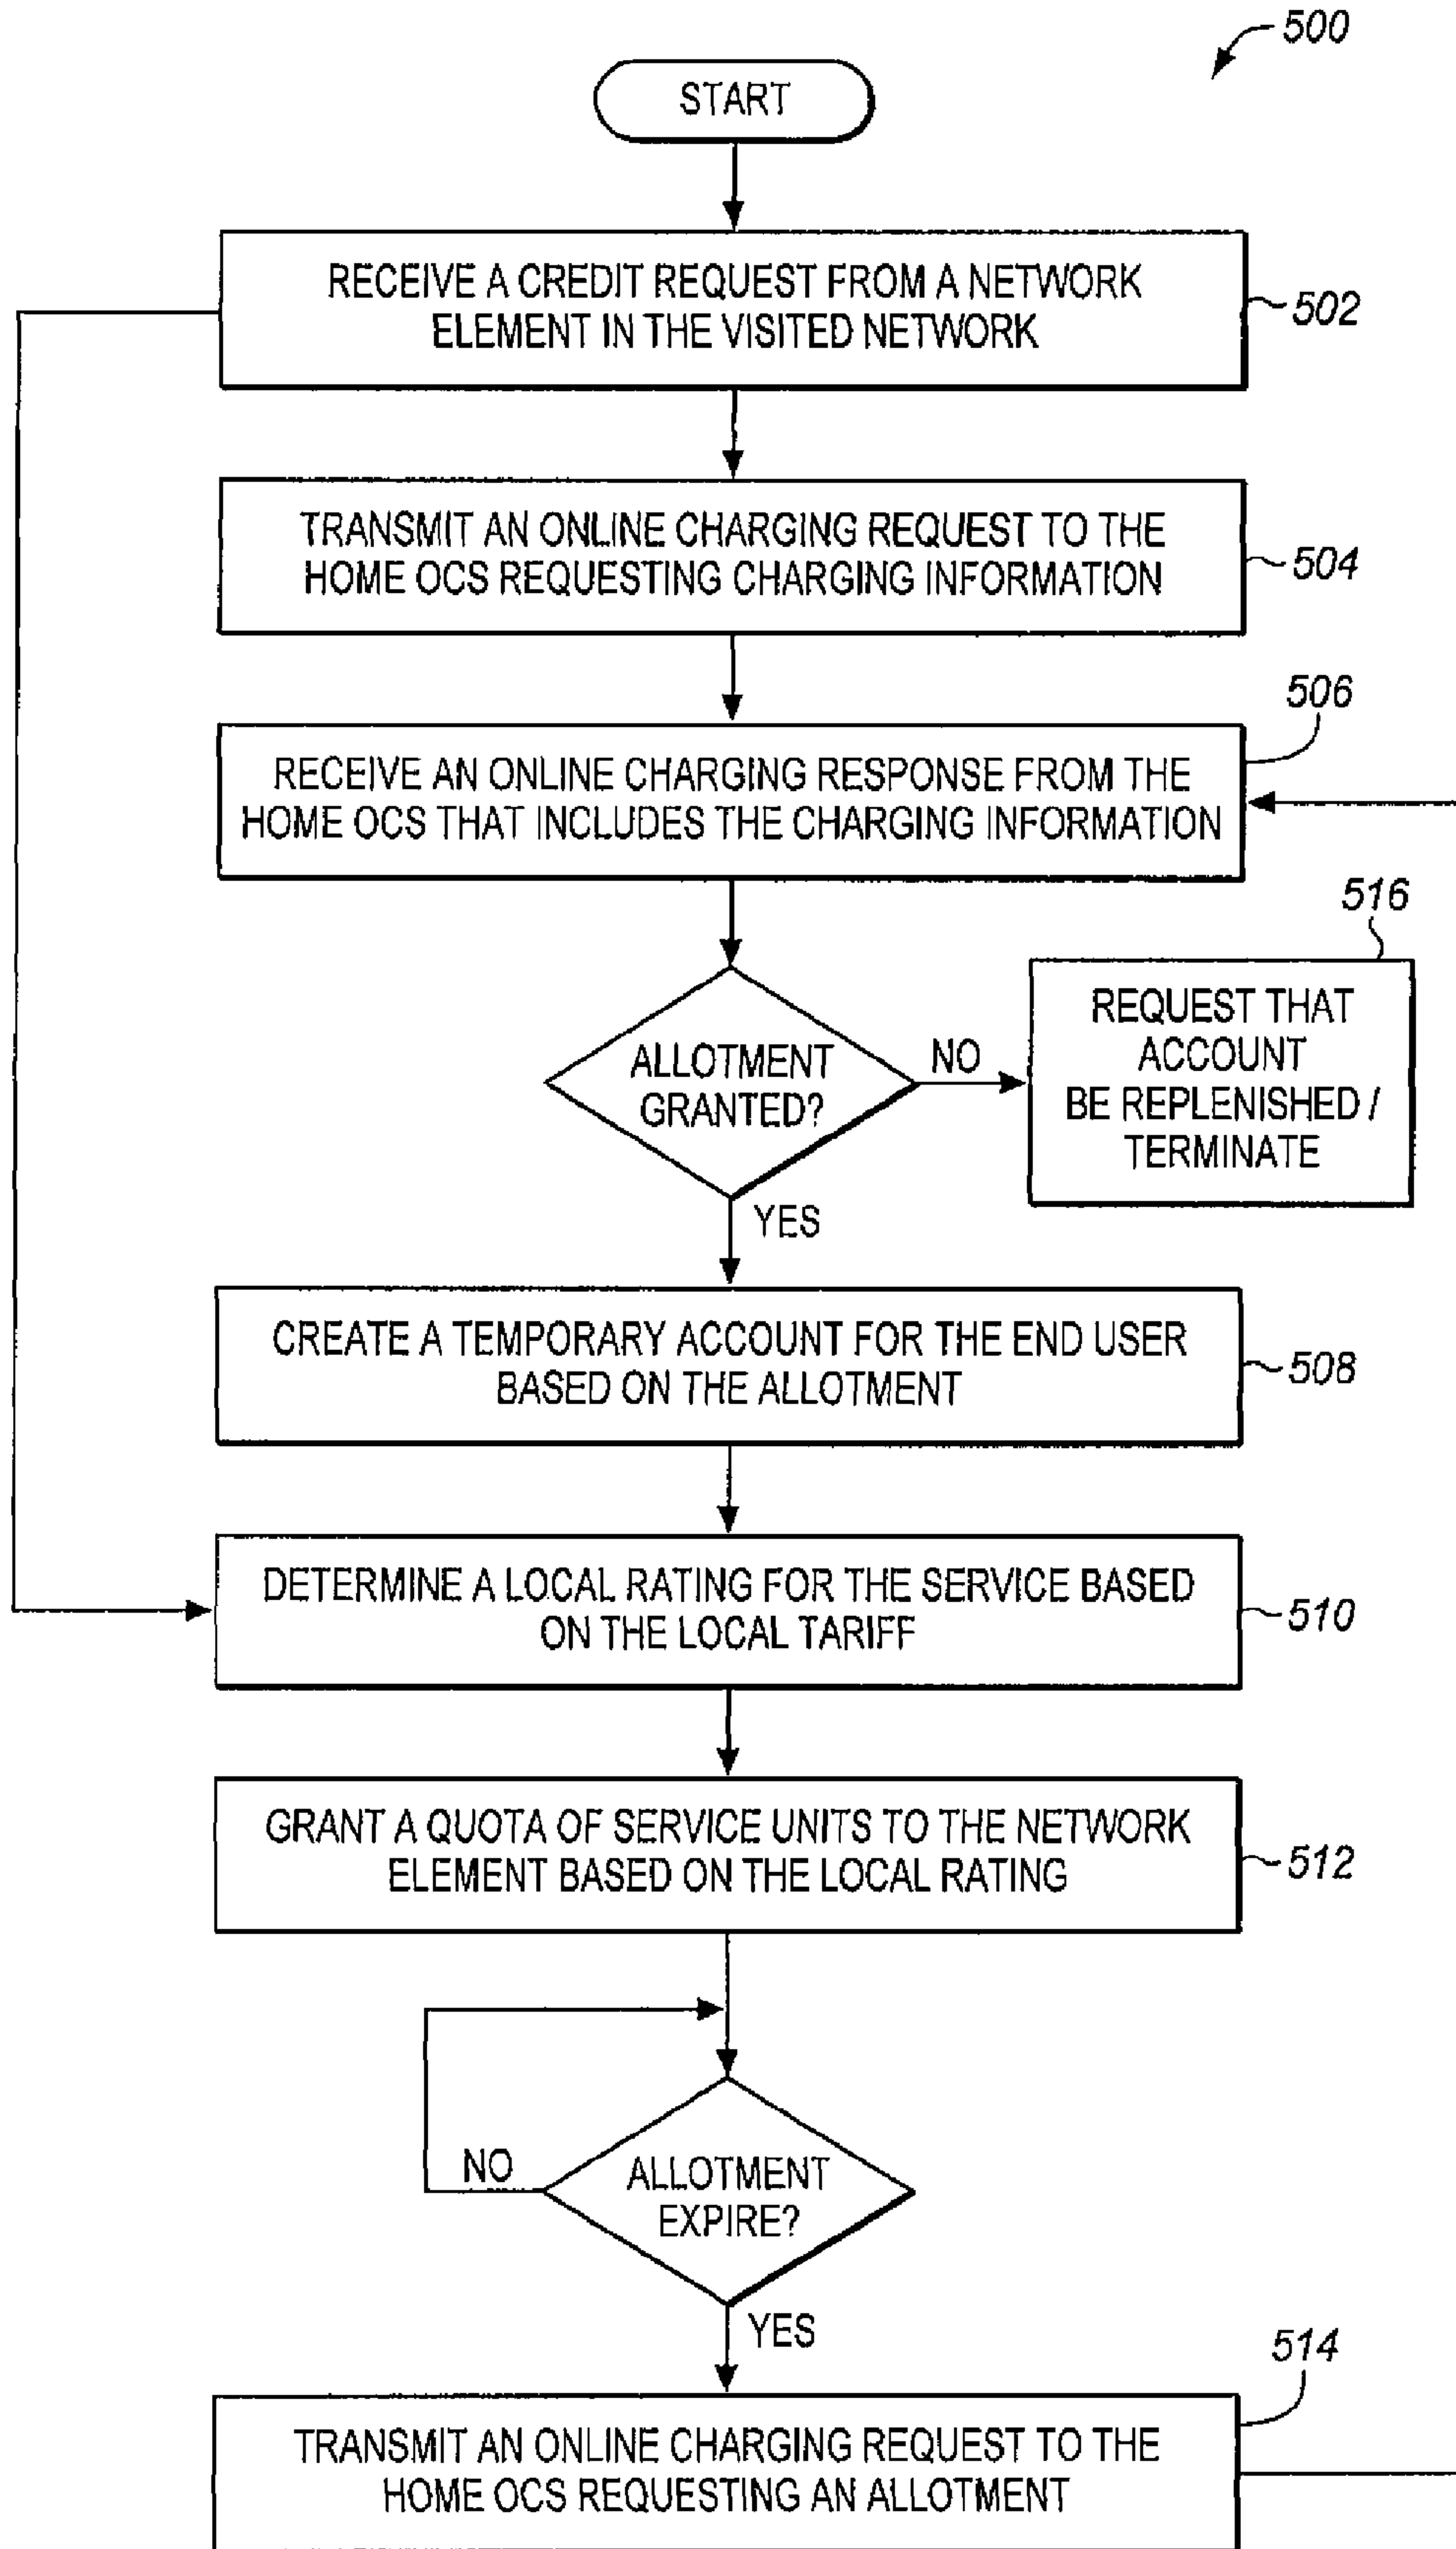 500
START
RECEIVE A CREDIT REQUEST FROM A NETWORK
ELEMENT IN THE VISITED NETWORK
502
TRANSMIT AN ONLINE CHARGING REQUEST TO THE
HOME OCS REQUESTING CHARGING INFORMATION
504
506
RECEIVE AN ONLINE CHARGING RESPONSE FROM THE
HOME OCS THAT INCLUDES THE CHARGING INFORMATION
516
ALLOTMENT
GRANTED?
NO
REQUEST THAT
ACCOUNT
BE REPLENISHED /
TERMINATE
YES
CREATE A TEMPORARY ACCOUNT FOR THE END USER
BASED ON THE ALLOTMENT
508
DETERMINE A LOCAL RATING FOR THE SERVICE BASED
ON THE LOCAL TARIFF
510
GRANT A QUOTA OF SERVICE UNITS TO THE NETWORK
ELEMENT BASED ON THE LOCAL RATING
512
NO
ALLOTMENT
EXPIRE?
YES
514
TRANSMIT AN ONLINE CHARGING REQUEST TO THE
HOME OCS REQUESTING AN ALLOTMENT